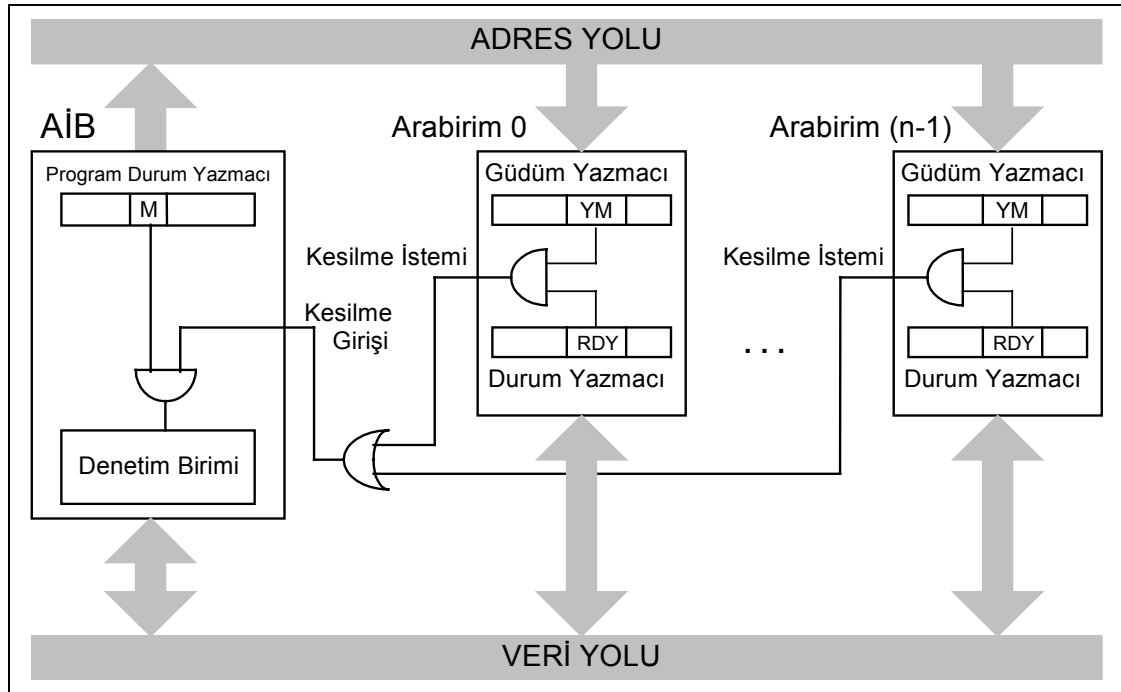 ADRES YOLU
AİB
Arabirim 0
Arabirim (n-1)
Program Durum Yazmacı
M
Güdüm Yazmacı
YM
Güdüm Yazmacı
YM
Kesilme İstemi
Kesilme İstemi
Kesilme
Girişi
RDY
Durum Yazmacı
. . .
RDY
Durum Yazmacı
Denetim Birimi
VERİ YOLU